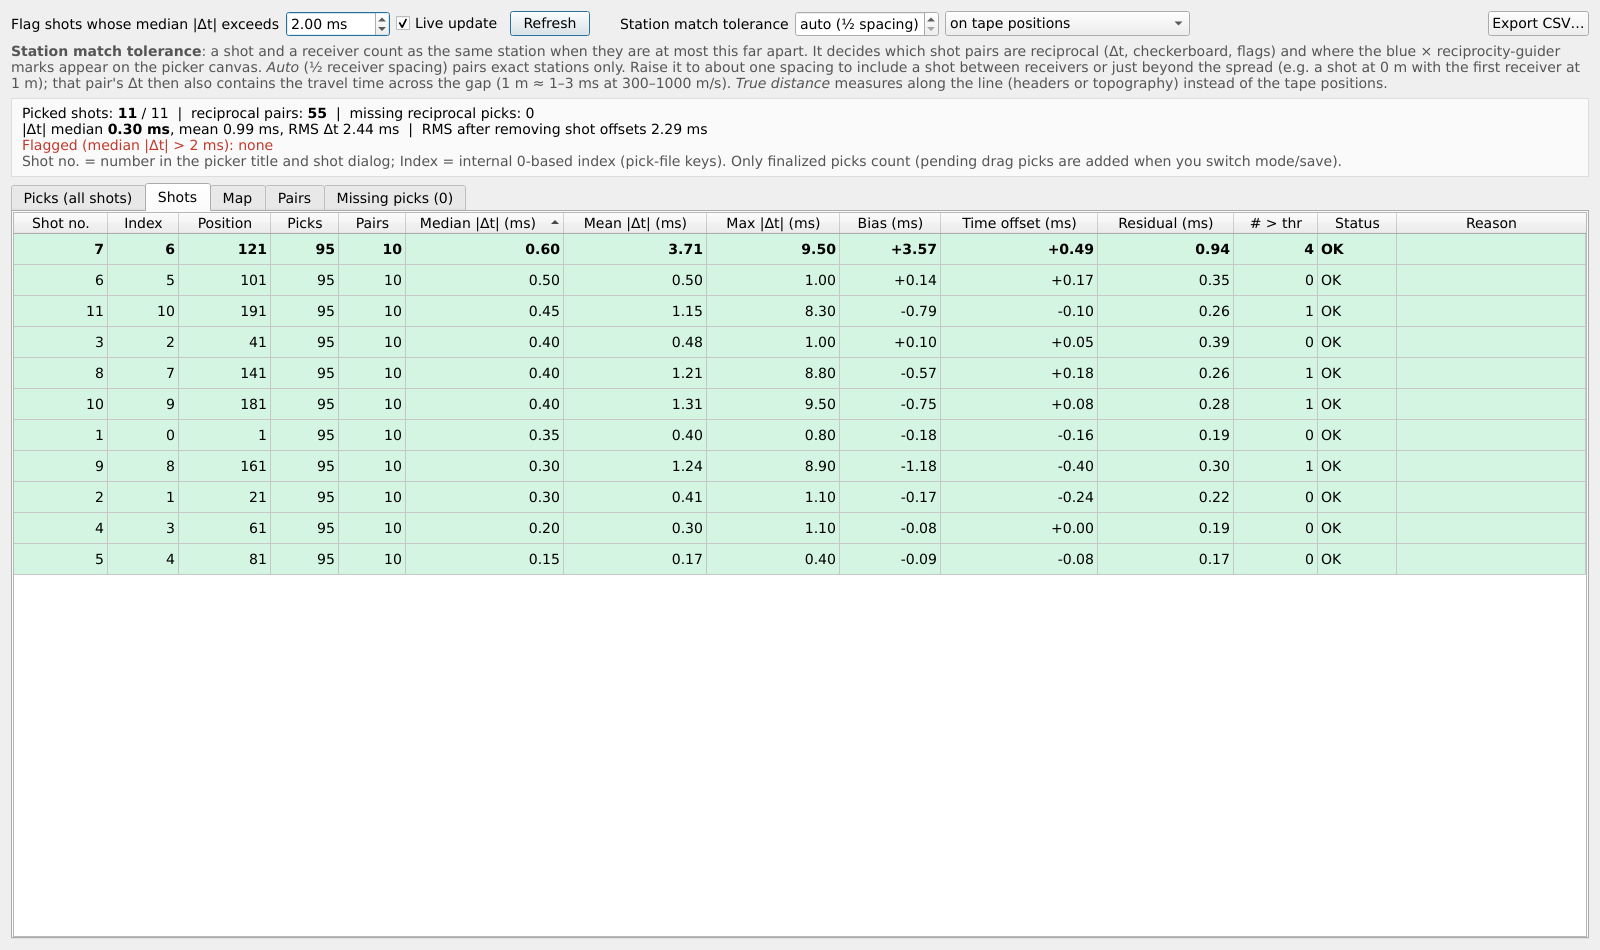 Flag shots whose median |Δt| exceeds 2.00 ms Live update Refresh Station match tolerance auto (½ spacing) on tape positions Export CSV...
Station match tolerance: a shot and a receiver count as the same station when they are at most this far apart. It decides which shot pairs are reciprocal (Δt, checkerboard, flags) and where the blue × reciprocity-guider
marks appear on the picker canvas. Auto (½ receiver spacing) pairs exact stations only. Raise it to about one spacing to include a shot between receivers or just beyond the spread (e.g. a shot at 0 m with the first receiver at
1 m); that pair's Δt then also contains the travel time across the gap (1 m ≈ 1–3 ms at 300–1000 m/s). True distance measures along the line (headers or topography) instead of the tape positions.
Picked shots: 11 / 11 | reciprocal pairs: 55 | missing reciprocal picks: 0
|Δt| median 0.30 ms, mean 0.99 ms, RMS Δt 2.44 ms | RMS after removing shot offsets 2.29 ms
Flagged (median |Δt| > 2 ms): none
Shot no. = number in the picker title and shot dialog; Index = internal 0-based index (pick-file keys). Only finalized picks count (pending drag picks are added when you switch mode/save).
Picks (all shots) Shots Map Pairs Missing picks (0)
Shot no. Index Position Picks Pairs Median |Δt| (ms) Mean |Δt| (ms) Max |Δt| (ms) Bias (ms) Time offset (ms) Residual (ms) # > thr Status Reason
7 6 121 95 10 0.60 3.71 9.50 +3.57 +0.49 0.94 4 OK
6 5 101 95 10 0.50 0.50 1.00 +0.14 +0.17 0.35 0 OK
11 10 191 95 10 0.45 1.15 8.30 -0.79 -0.10 0.26 1 OK
3 2 41 95 10 0.40 0.48 1.00 +0.10 +0.05 0.39 0 OK
8 7 141 95 10 0.40 1.21 8.80 -0.57 +0.18 0.26 1 OK
10 9 181 95 10 0.40 1.31 9.50 -0.75 +0.08 0.28 1 OK
1 0 1 95 10 0.35 0.40 0.80 -0.18 -0.16 0.19 0 OK
9 8 161 95 10 0.30 1.24 8.90 -1.18 -0.40 0.30 1 OK
2 1 21 95 10 0.30 0.41 1.10 -0.17 -0.24 0.22 0 OK
4 3 61 95 10 0.20 0.30 1.10 -0.08 +0.00 0.19 0 OK
5 4 81 95 10 0.15 0.17 0.40 -0.09 -0.08 0.17 0 OK